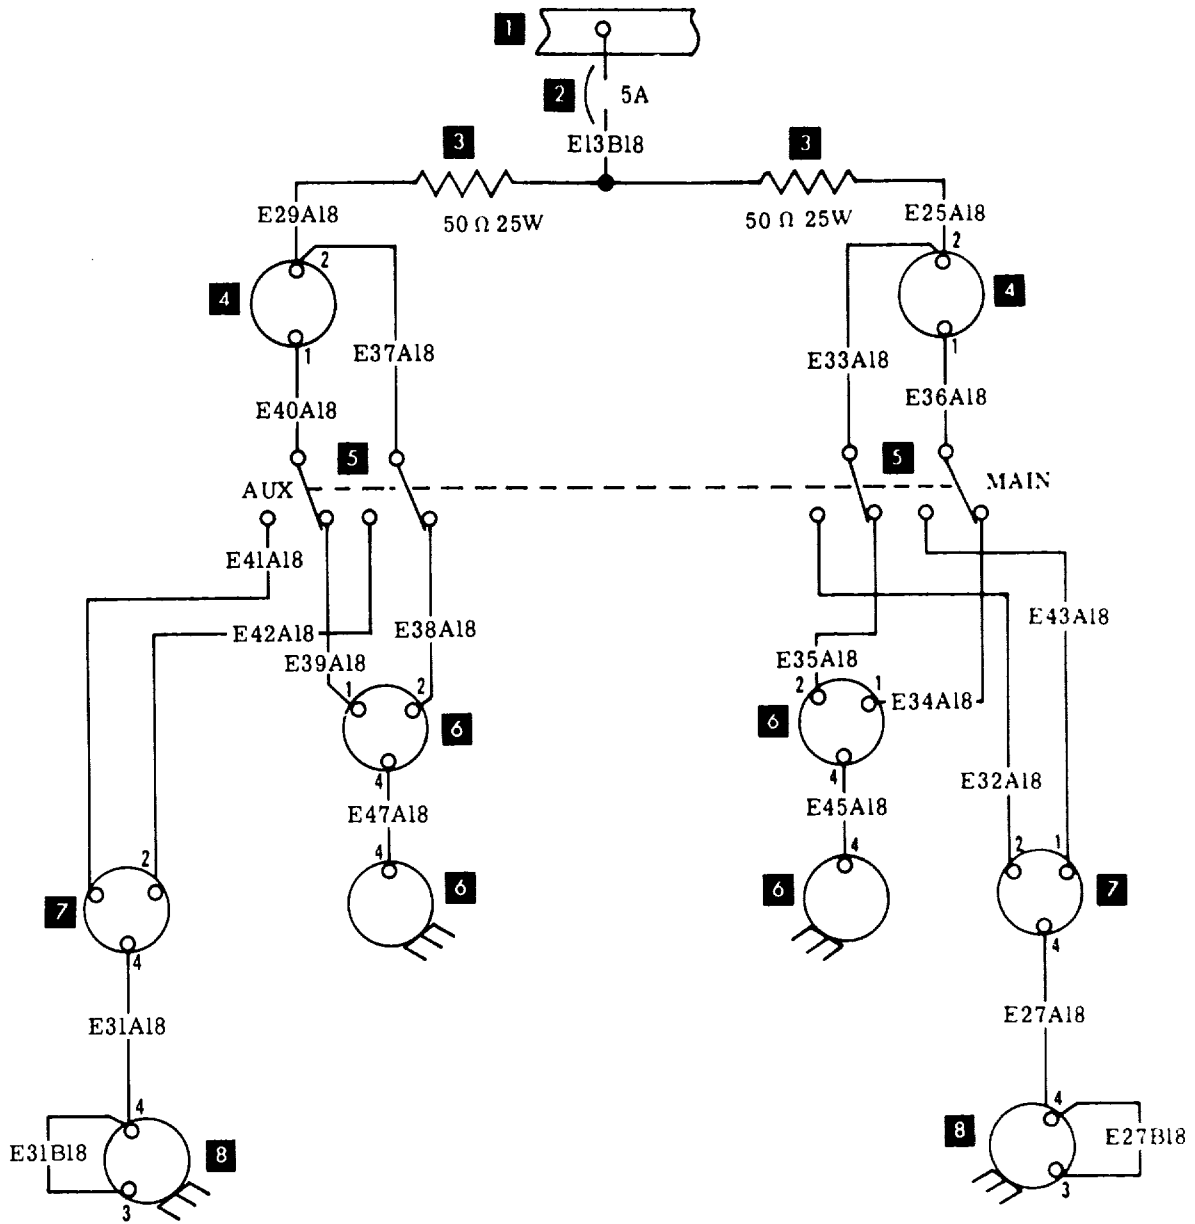 1
2 5A
E13B18
3 3
50 Ω 25W 50 Ω 25W
E29A18 E25A18
2 2
4 4
1 1
E37A18 E33A18
E40A18 E36A18
5 5
AUX MAIN
E41A18
E42A18 E38A18 E43A18
E39A18 E35A18
1 2 2 1
E34A18
6 6
4 4
E32A18
E47A18 E45A18
4 4
2 2 1
6 6
7 7
4 4
E31A18 E27A18
4 4
E31B18 E27B18
8 8
3 3